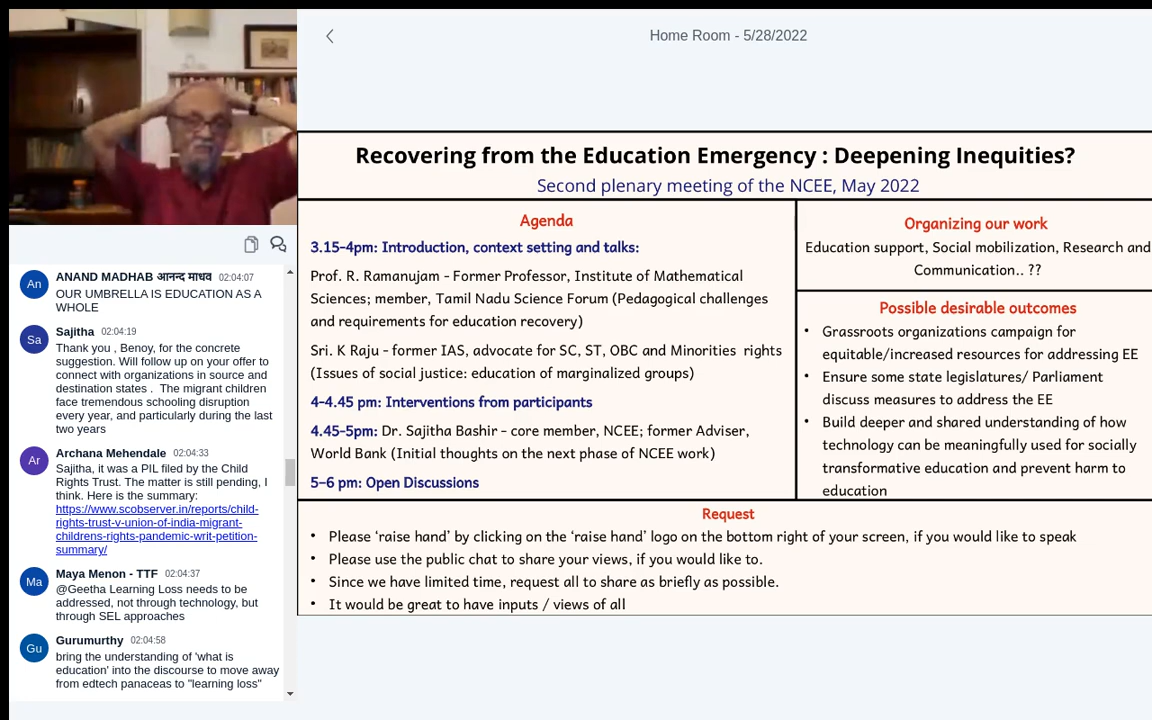 Home Room - 5/28/2022
An
ANAND MADHAB आनन्द माधव 02:04:07
OUR UMBRELLA IS EDUCATION AS A
WHOLE
Sa
Sajitha 02:04:19
Thank you , Benoy, for the concrete
suggestion. Will follow up on your offer to
connect with organizations in source and
destination states . The migrant children
face tremendous schooling disruption
every year, and particularly during the last
two years
Ar
Archana Mehendale 02:04:33
Sajitha, it was a PIL filed by the Child
Rights Trust. The matter is still pending, I
think. Here is the summary:
https://www.scobserver.in/reports/child-
rights-trust-v-union-of-india-migrant-
childrens-rights-pandemic-writ-petition-
summary/
Ma
Maya Menon - TTF 02:04:37
@Geetha Learning Loss needs to be
addressed, not through technology, but
through SEL approaches
Gu
Gurumurthy 02:04:58
bring the understanding of 'what is
education' into the discourse to move away
from edtech panaceas to "learning loss"
Recovering from the Education Emergency : Deepening Inequities?
Second plenary meeting of the NCEE, May 2022
Agenda
3.15-4pm: Introduction, context setting and talks:
Prof. R. Ramanujam - Former Professor, Institute of Mathematical
Sciences; member, Tamil Nadu Science Forum (Pedagogical challenges
and requirements for education recovery)
Sri. K Raju - former IAS, advocate for SC, ST, OBC and Minorities rights
(Issues of social justice: education of marginalized groups)
4-4.45 pm: Interventions from participants
4.45-5pm: Dr. Sajitha Bashir - core member, NCEE; former Adviser,
World Bank (Initial thoughts on the next phase of NCEE work)
5-6 pm: Open Discussions
Organizing our work
Education support, Social mobilization, Research and
Communication.. ??
Possible desirable outcomes
• Grassroots organizations campaign for
equitable/increased resources for addressing EE
• Ensure some state legislatures/ Parliament
discuss measures to address the EE
• Build deeper and shared understanding of how
technology can be meaningfully used for socially
transformative education and prevent harm to
education
Request
• Please ‘raise hand’ by clicking on the ‘raise hand’ logo on the bottom right of your screen, if you would like to speak
• Please use the public chat to share your views, if you would like to.
• Since we have limited time, request all to share as briefly as possible.
• It would be great to have inputs / views of all